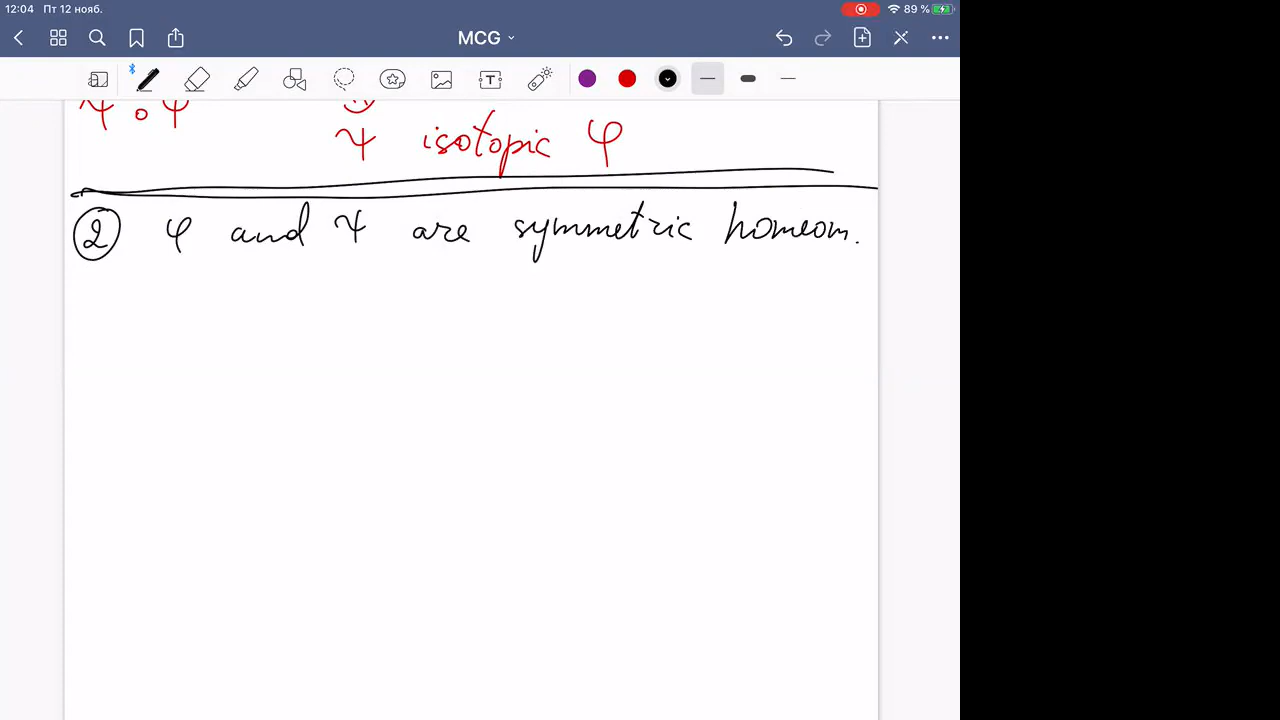 12:04 Пт 12 нояб. 89 %
MCG
ψ ∘ φ
ψ isotopic φ
② φ and ψ are symmetric homeom.